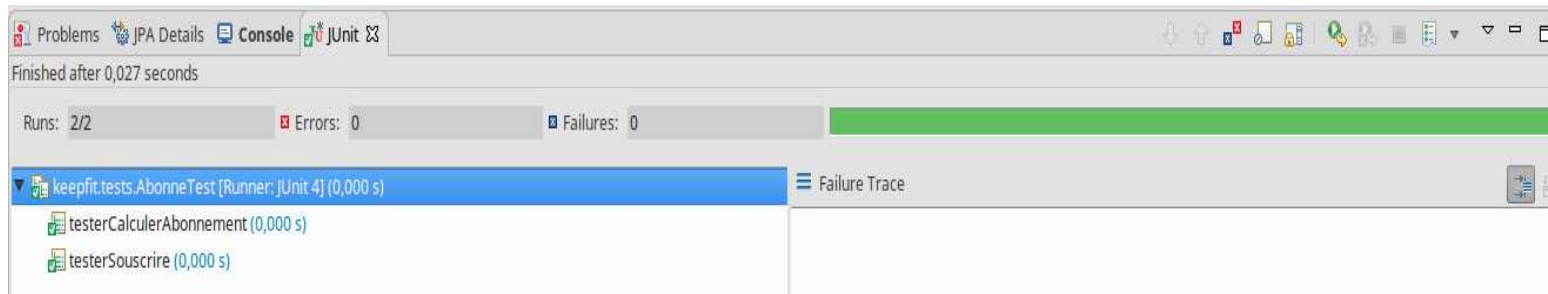 Problems JPA Details Console JUnit
Finished after 0,027 seconds
Runs: 2/2 Errors: 0 Failures: 0
keepfit.tests.AbonneTest [Runner: JUnit 4] (0,000 s) Failure Trace
testerCalculerAbonnement (0,000 s)
testerSouscrire (0,000 s)